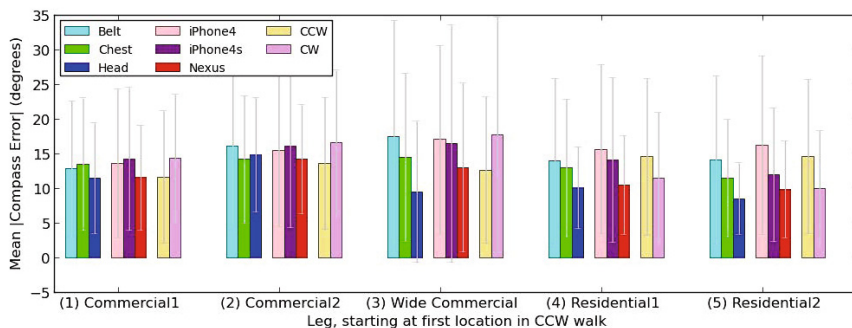 Mean |Compass Error| (degrees)
35
30
25
20
15
10
5
0
−5
Belt
Chest
Head
iPhone4
iPhone4s
Nexus
CCW
CW
(1) Commercial1
(2) Commercial2
(3) Wide Commercial
(4) Residential1
(5) Residential2
Leg, starting at first location in CCW walk